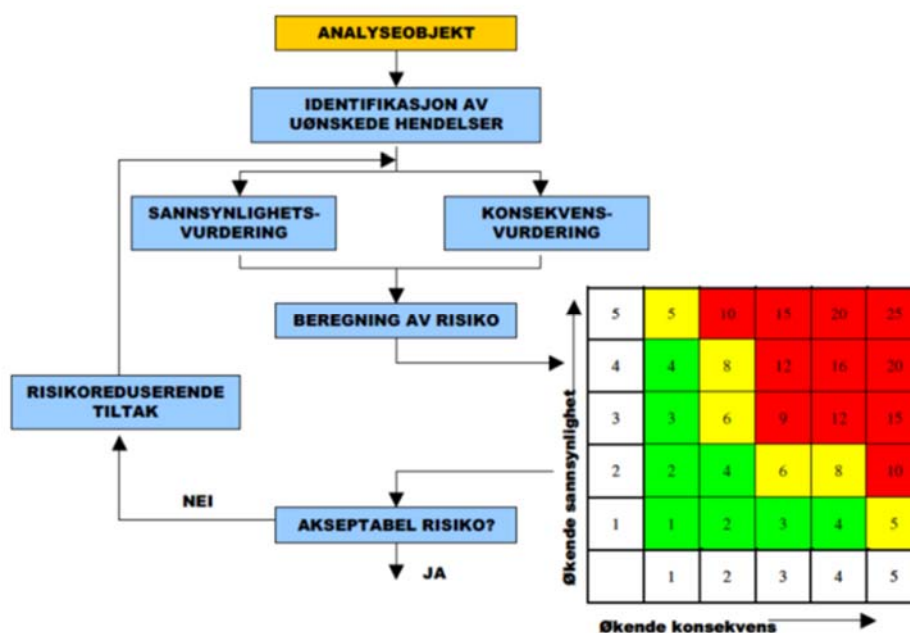 ANALYSEOBJEKT
IDENTIFIKASJON AV
UØNSKEDE HENDELSER
SANNSYNLIGHETS-
VURDERING
KONSEKVENS-
VURDERING
BEREGNING AV RISIKO
RISIKOREDUSERENDE
TILTAK
NEI
AKSEPTABEL RISIKO?
JA
Økende sannsynlighet
5 5 10 15 20 25
4 4 8 12 16 20
3 3 6 9 12 15
2 2 4 6 8 10
1 1 2 3 4 5
1 2 3 4 5
Økende konsekvens